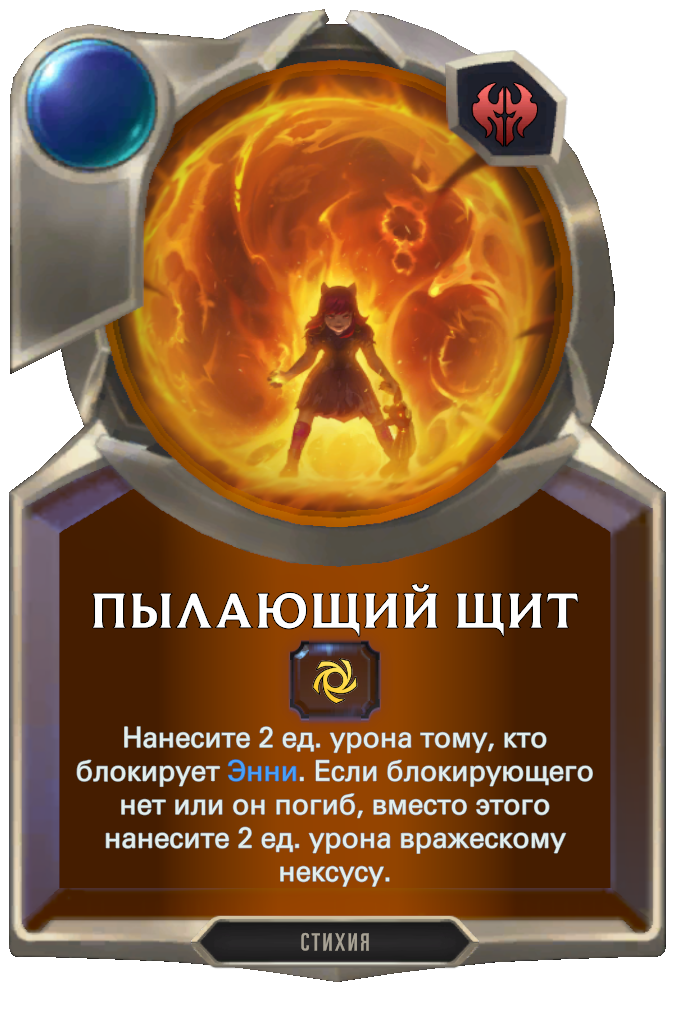 ПЫЛАЮЩИЙ ЩИТ
Нанесите 2 ед. урона тому, кто
блокирует Энни. Если блокирующего
нет или он погиб, вместо этого
нанесите 2 ед. урона вражескому
нексусу.
СТИХИЯ